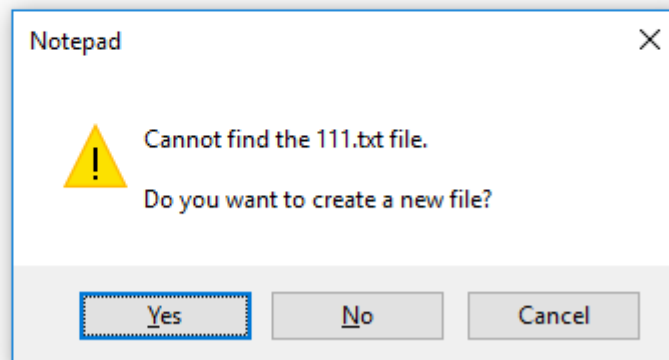 Notepad
Cannot find the 111.txt file.
Do you want to create a new file?
Yes
No
Cancel